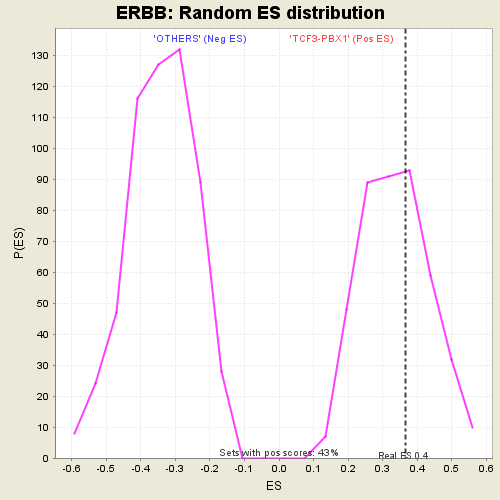 ERBB: Random ES distribution
'OTHERS' (Neg ES) 'TCF3-PBX1' (Pos ES)
130
120
110
100
90
80
70
60
50
40
30
20
10
0
P(ES)
Sets with pos scores: 43%
Real ES 0.4
-0.6 -0.5 -0.4 -0.3 -0.2 -0.1 0.0 0.1 0.2 0.3 0.4 0.5 0.6
ES